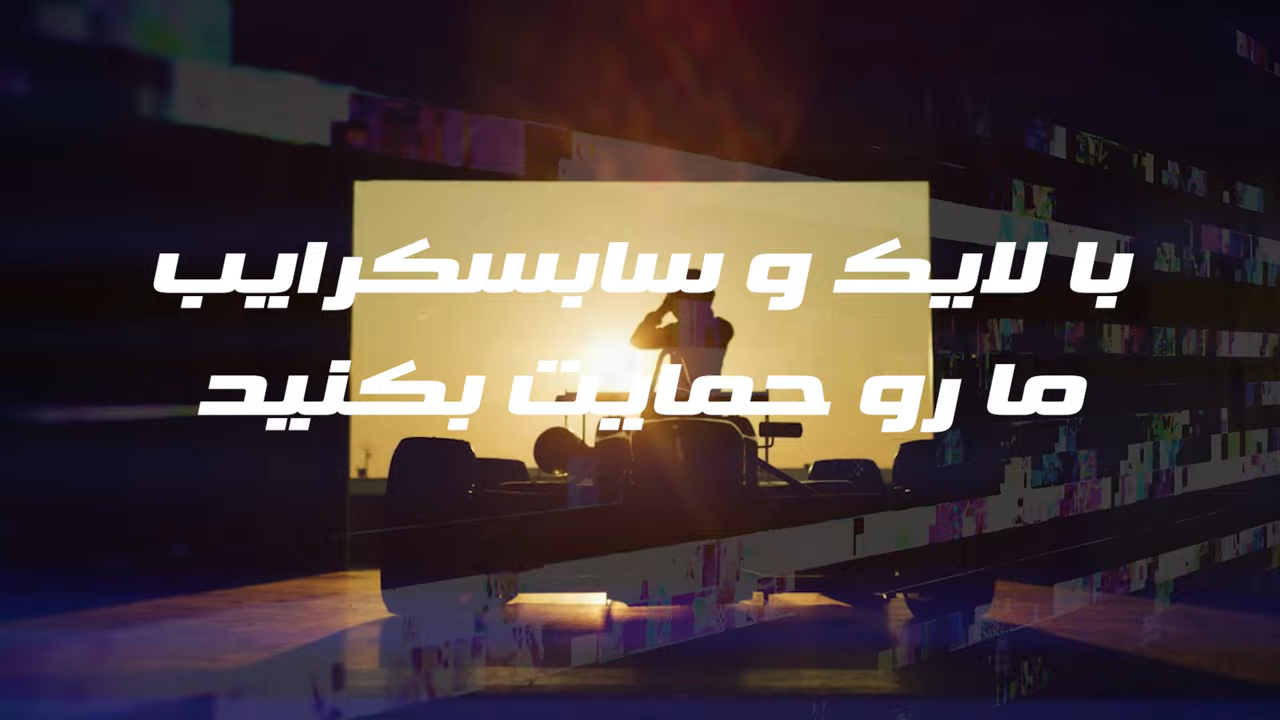 با لایک و سابسکرایب
ما رو حمایت بکنید